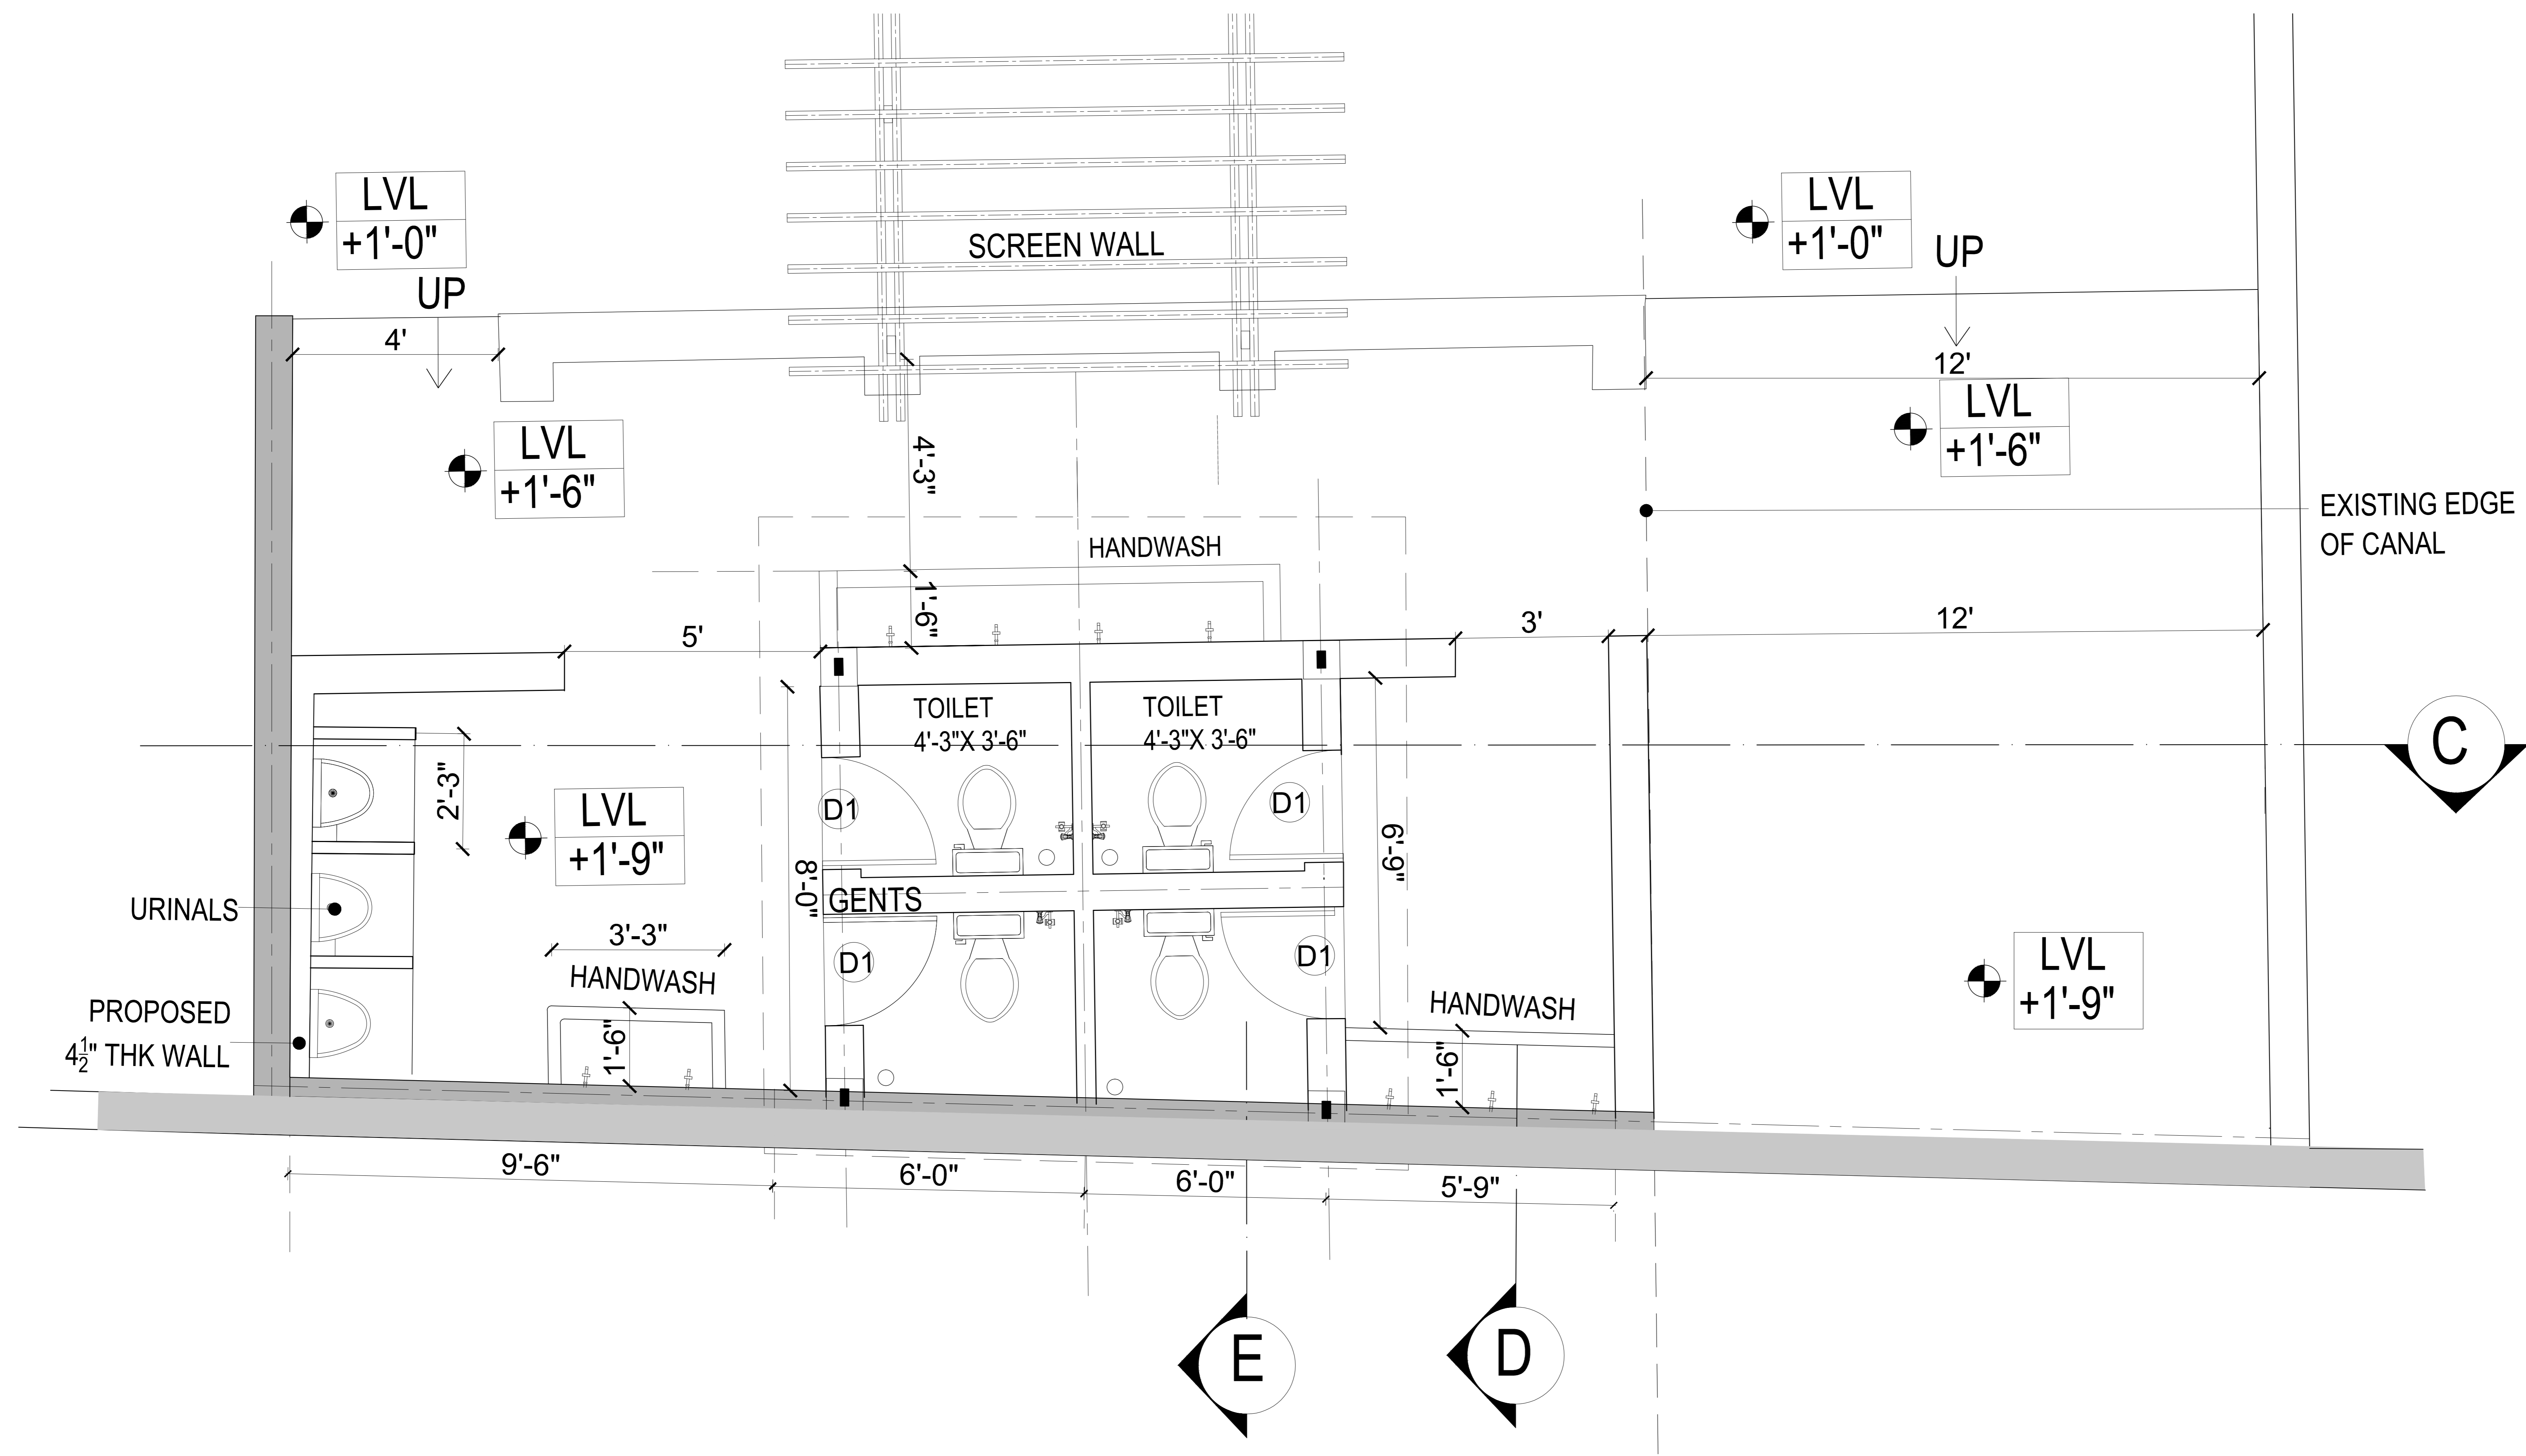 LVL
+1'-0"
UP
4'
LVL
+1'-0"
UP
12'
SCREEN WALL
LVL
+1'-6"
4'-3"
LVL
+1'-6"
EXISTING EDGE
OF CANAL
HANDWASH
1'-6"
5'
3'
12'
TOILET
4'-3"X 3'-6"
TOILET
4'-3"X 3'-6"
C
2'-3"
LVL
+1'-9"
D1
D1
8'-0"
6'-9"
GENTS
URINALS
3'-3"
HANDWASH
D1
D1
LVL
+1'-9"
HANDWASH
PROPOSED
4½" THK WALL
1'-6"
1'-6"
9'-6"
6'-0"
6'-0"
5'-9"
E
D